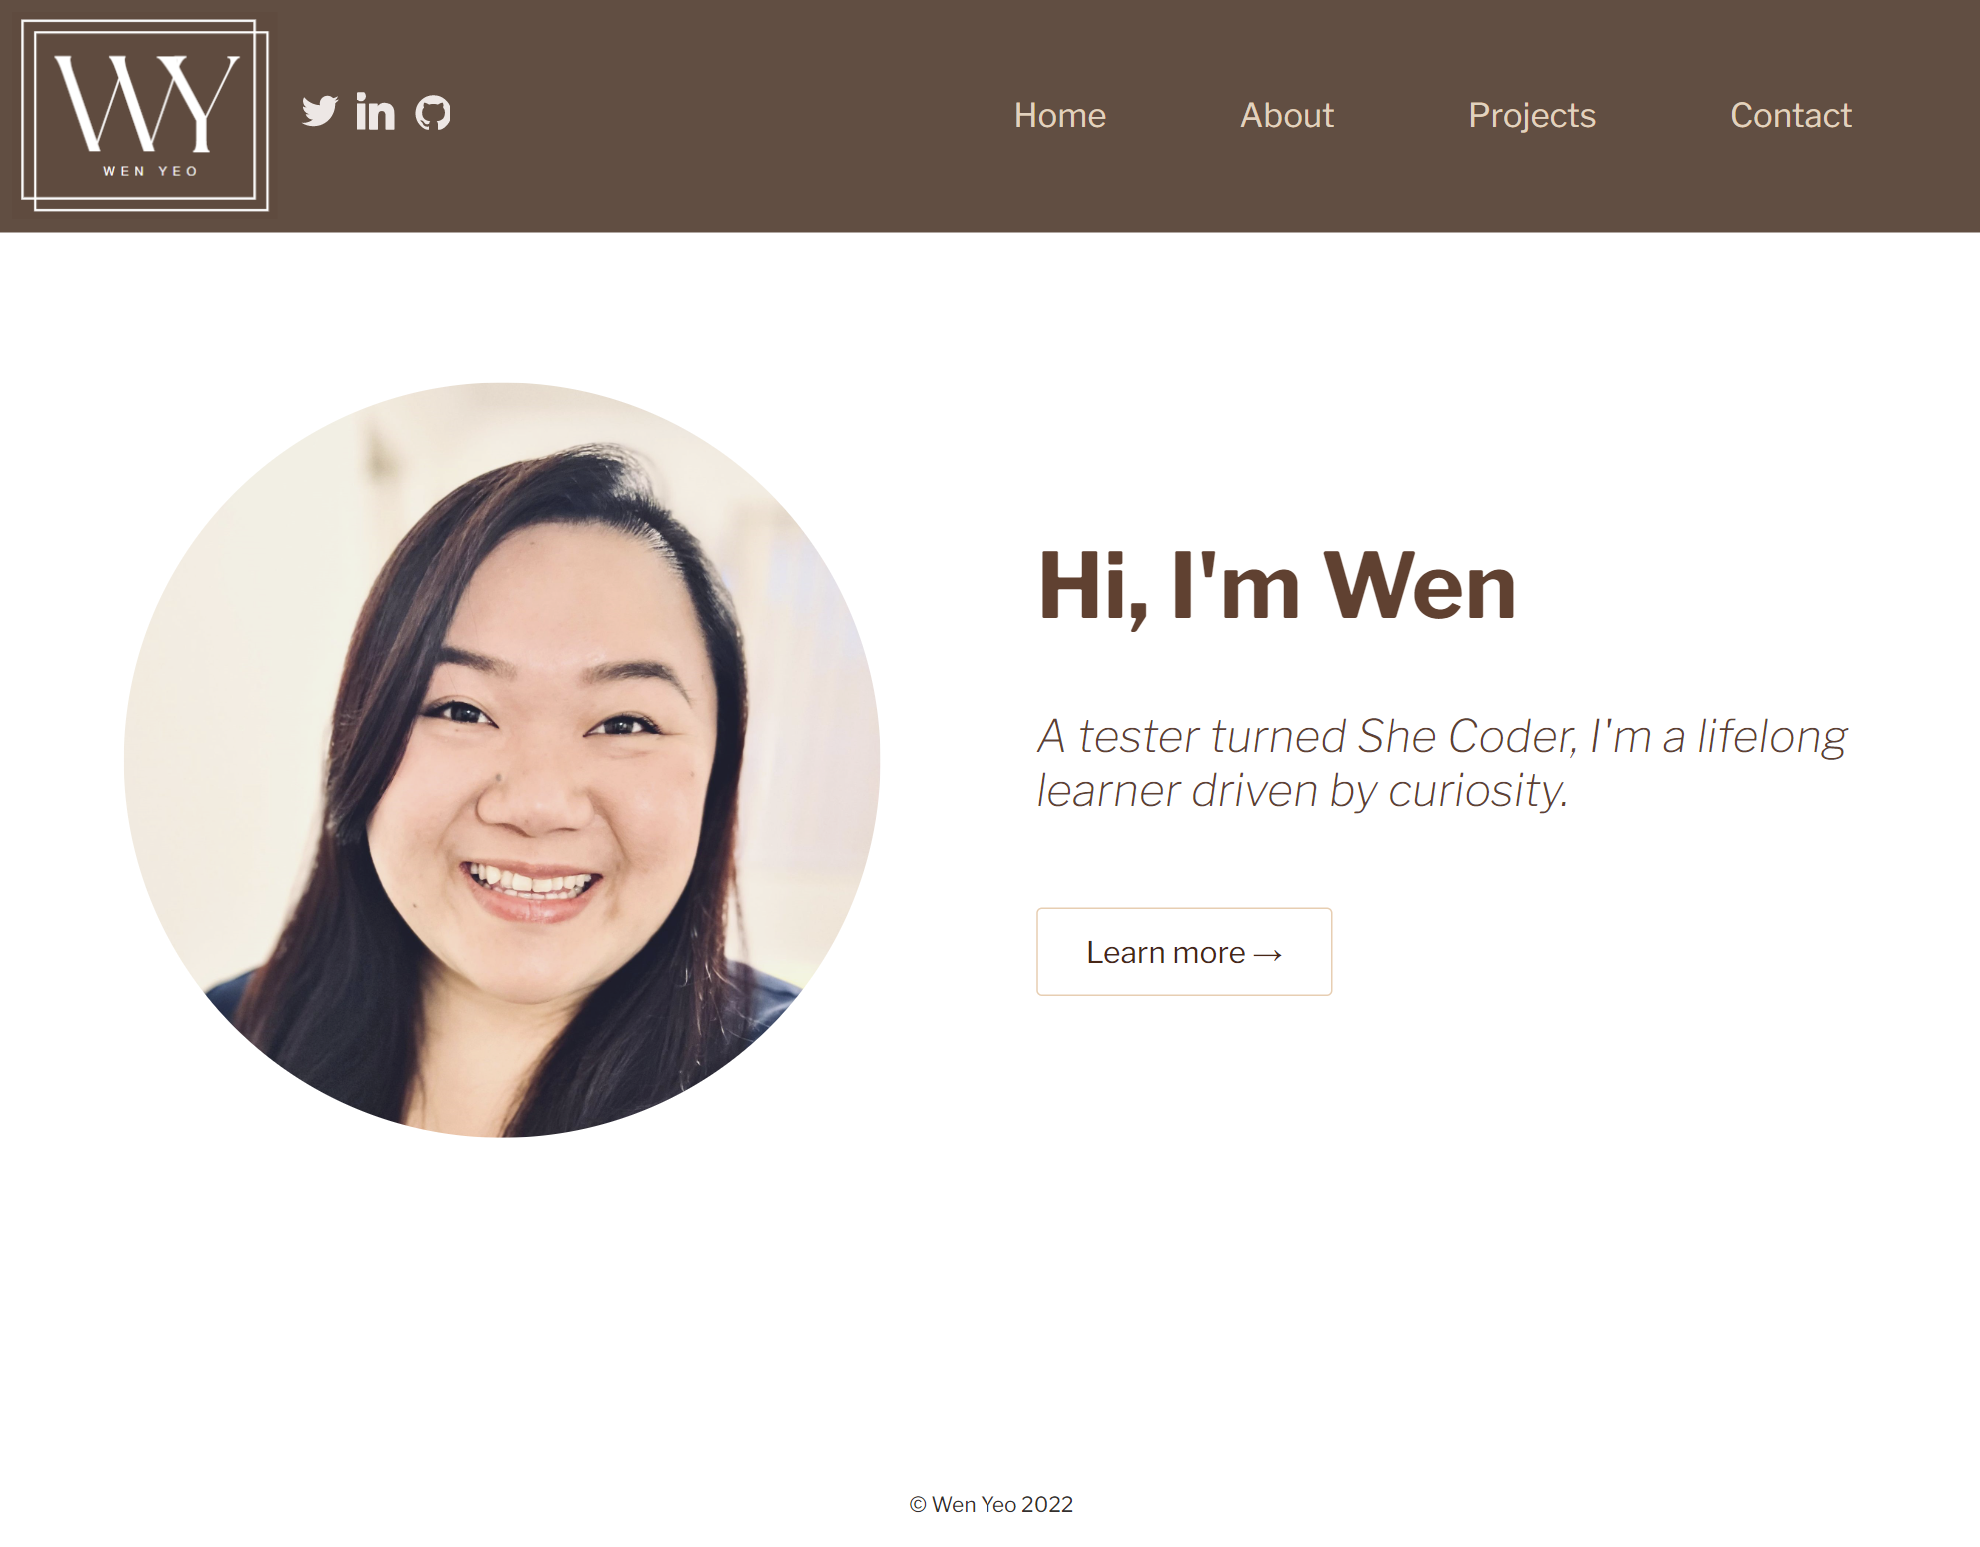 WY
WEN YEO
in
Home About Projects Contact
Hi, I'm Wen
A tester turned She Coder, I'm a lifelong
learner driven by curiosity.
Learn more →
© Wen Yeo 2022